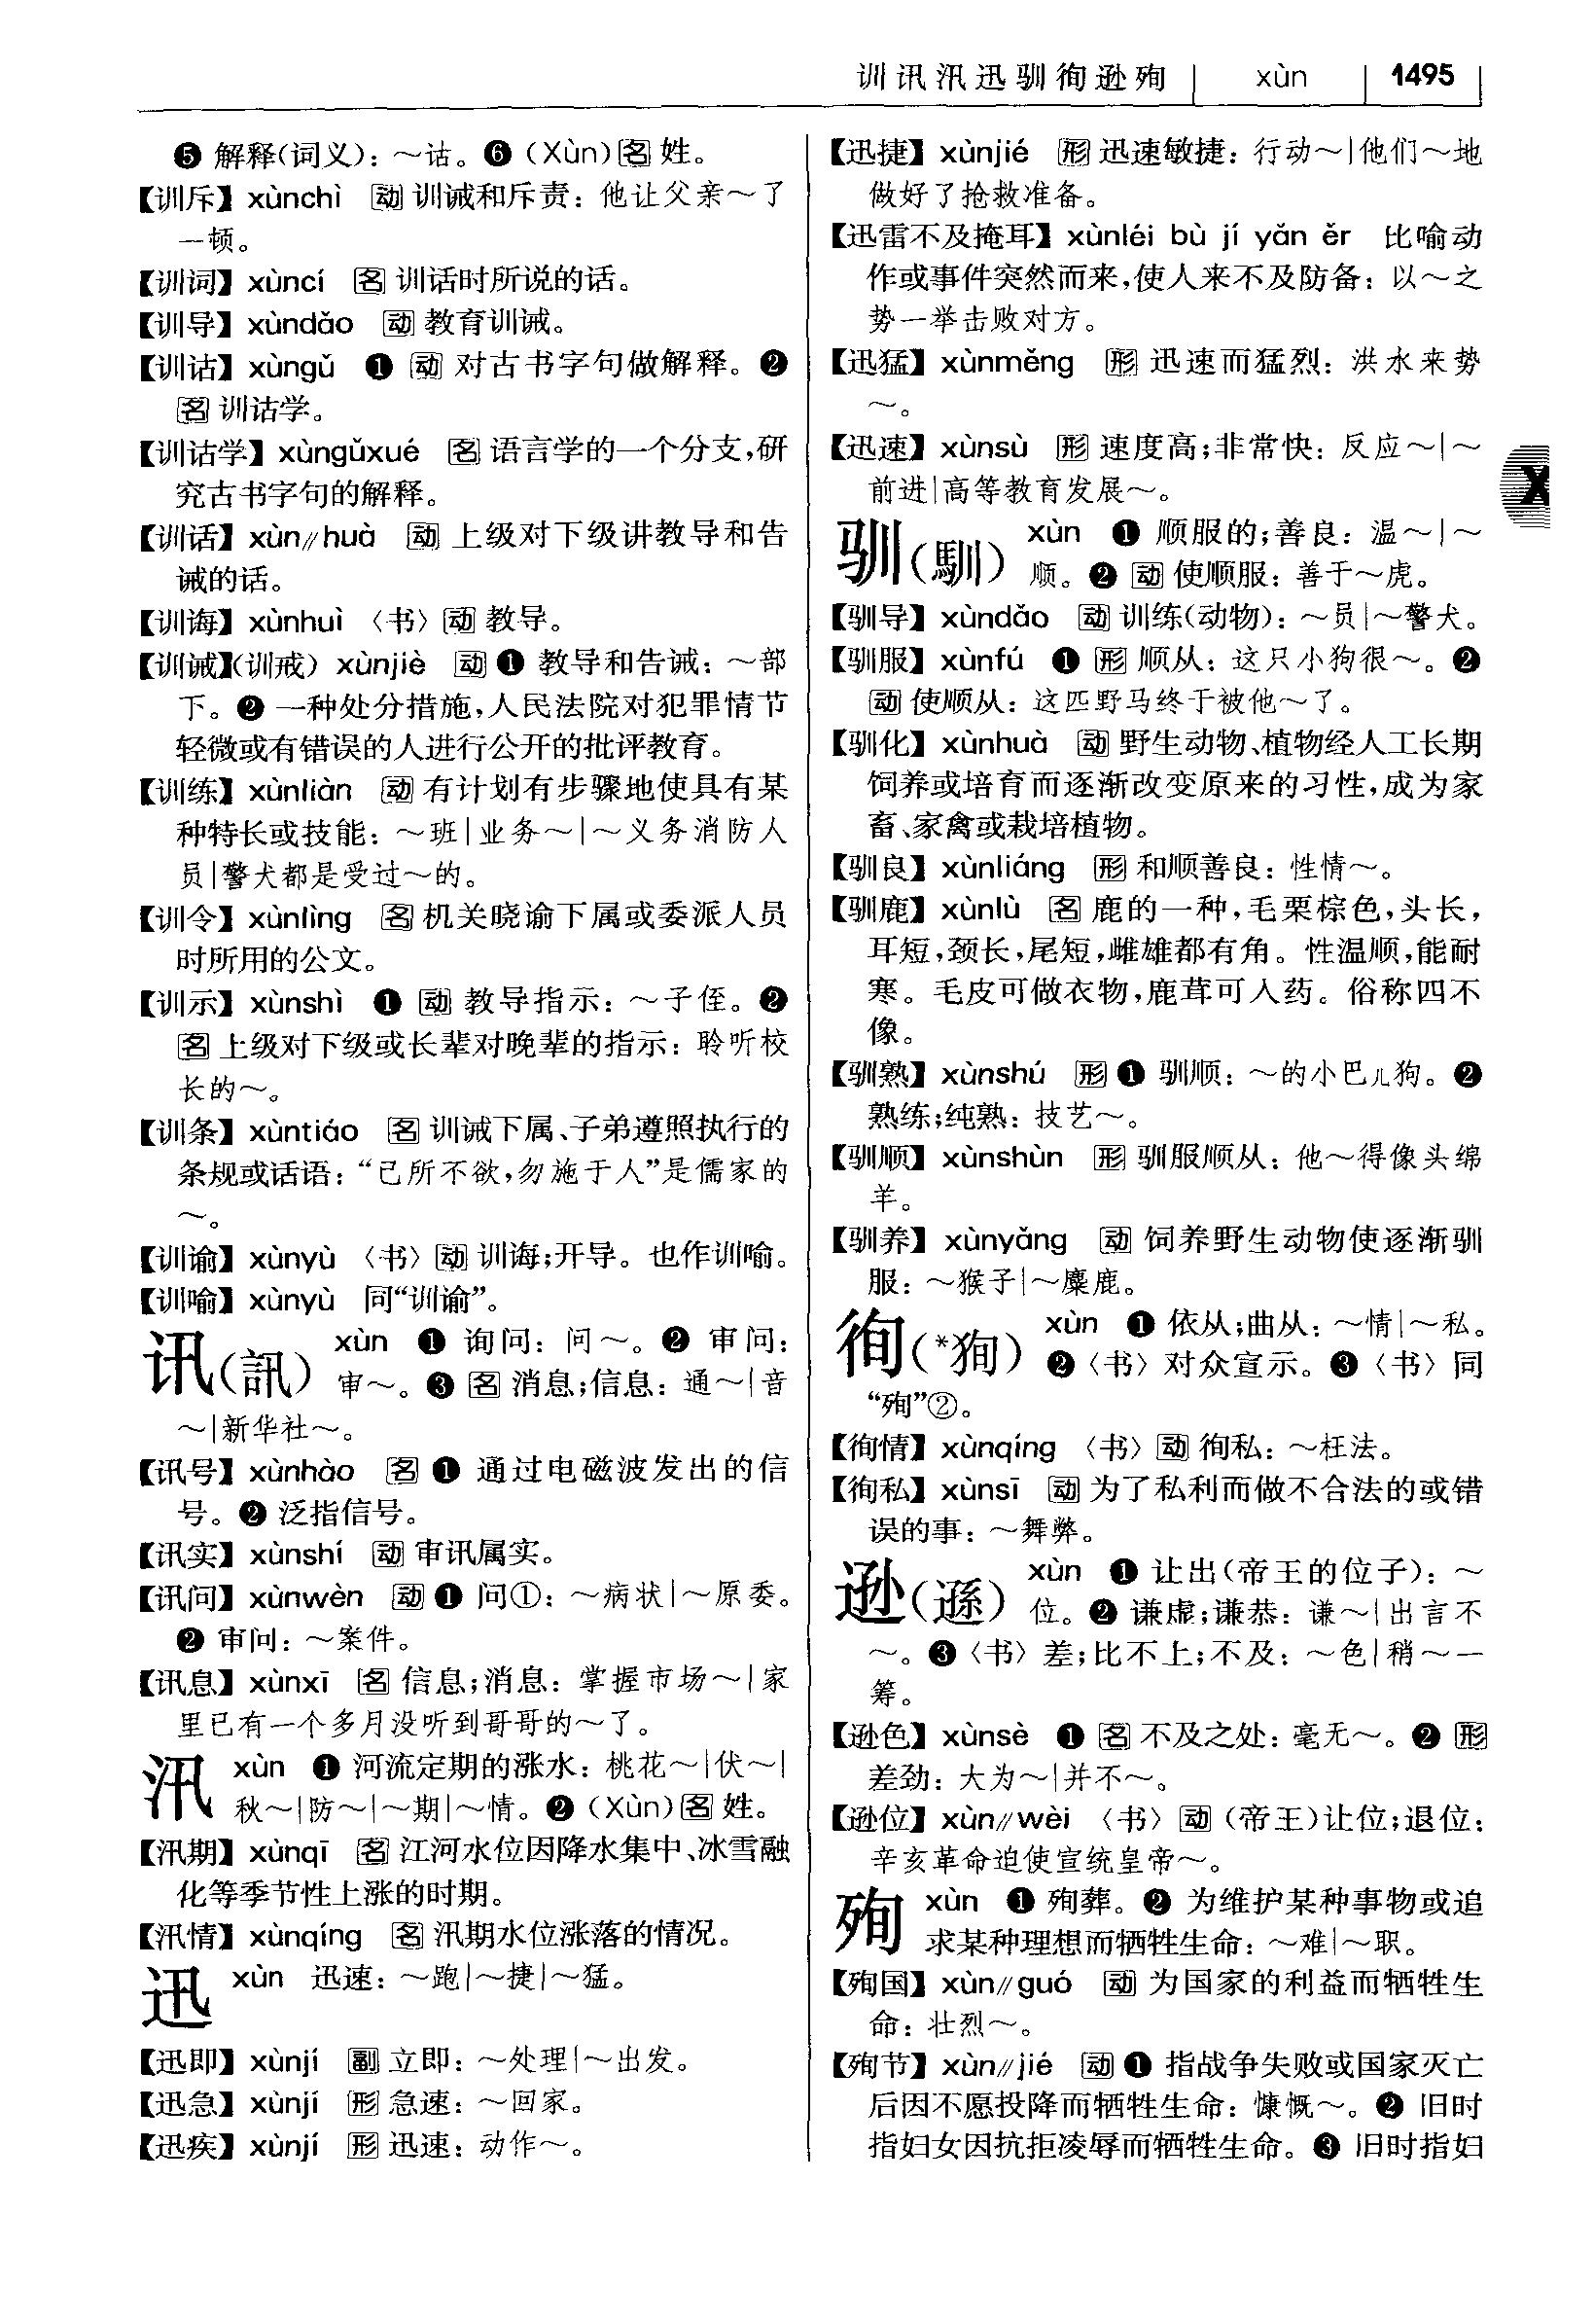 训讯汛迅驯徇逊殉 xùn 1495
❺ 解释(词义)：～诂。❻（Xùn）名 姓。
【训斥】xùnchì 动 训诫和斥责：他让父亲～了
一顿。
【训词】xùncí 名 训话时所说的话。
【训导】xùndǎo 动 教育训诫。
【训诂】xùngǔ ❶ 动 对古书字句做解释。❷
名 训诂学。
【训诂学】xùngǔxué 名 语言学的一个分支，研
究古书字句的解释。
【训话】xùn∥huà 动 上级对下级讲教导和告
诫的话。
【训诲】xùnhuì 〈书〉动 教导。
【训诫】(训戒) xùnjiè 动 ❶ 教导和告诫：～部
下。❷ 一种处分措施，人民法院对犯罪情节
轻微或有错误的人进行公开的批评教育。
【训练】xùnliàn 动 有计划有步骤地使具有某
种特长或技能：～班|业务～|～义务消防人
员|警犬都是受过～的。
【训令】xùnlìng 名 机关晓谕下属或委派人员
时所用的公文。
【训示】xùnshì ❶ 动 教导指示：～子侄。❷
名 上级对下级或长辈对晚辈的指示：聆听校
长的～。
【训条】xùntiáo 名 训诫下属、子弟遵照执行的
条规或话语：“己所不欲，勿施于人”是儒家的
～。
【训谕】xùnyù 〈书〉动 训诲；开导。也作训喻。
【训喻】xùnyù 同“训谕”。
讯(訊) xùn ❶ 询问：问～。❷ 审问：
审～。❸ 名 消息；信息：通～|音
～|新华社～。
【讯号】xùnhào 名 ❶ 通过电磁波发出的信
号。❷ 泛指信号。
【讯实】xùnshí 动 审讯属实。
【讯问】xùnwèn 动 ❶ 问①：～病状|～原委。
❷ 审问：～案件。
【讯息】xùnxī 名 信息；消息：掌握市场～|家
里已有一个多月没听到哥哥的～了。
汛 xùn ❶ 河流定期的涨水：桃花～|伏～|
秋～|防～|～期|～情。❷（Xùn）名 姓。
【汛期】xùnqī 名 江河水位因降水集中、冰雪融
化等季节性上涨的时期。
【汛情】xùnqíng 名 汛期水位涨落的情况。
迅 xùn 迅速：～跑|～捷|～猛。
【迅即】xùnjí 副 立即：～处理|～出发。
【迅急】xùnjí 形 急速：～回家。
【迅疾】xùnjí 形 迅速：动作～。
【迅捷】xùnjié 形 迅速敏捷：行动～|他们～地
做好了抢救准备。
【迅雷不及掩耳】xùnléi bù jí yǎn ěr 比喻动
作或事件突然而来，使人来不及防备：以～之
势一举击败对方。
【迅猛】xùnměng 形 迅速而猛烈：洪水来势
～。
【迅速】xùnsù 形 速度高；非常快：反应～|～
前进|高等教育发展～。
驯(馴) xùn ❶ 顺服的；善良：温～|～
顺。❷ 动 使顺服：善于～虎。
【驯导】xùndǎo 动 训练(动物)：～员|～警犬。
【驯服】xùnfú ❶ 形 顺从：这只小狗很～。❷
动 使顺从：这匹野马终于被他～了。
【驯化】xùnhuà 动 野生动物、植物经人工长期
饲养或培育而逐渐改变原来的习性，成为家
畜、家禽或栽培植物。
【驯良】xùnliáng 形 和顺善良：性情～。
【驯鹿】xùnlù 名 鹿的一种，毛栗棕色，头长，
耳短，颈长，尾短，雌雄都有角。性温顺，能耐
寒。毛皮可做衣物，鹿茸可入药。俗称四不
像。
【驯熟】xùnshú 形 ❶ 驯顺：～的小巴儿狗。❷
熟练；纯熟：技艺～。
【驯顺】xùnshùn 形 驯服顺从：他～得像头绵
羊。
【驯养】xùnyǎng 动 饲养野生动物使逐渐驯
服：～猴子|～麋鹿。
徇(*狥) xùn ❶ 依从；曲从：～情|～私。
❷〈书〉对众宣示。❸〈书〉同
“殉”②。
【徇情】xùnqíng 〈书〉动 徇私：～枉法。
【徇私】xùnsī 动 为了私利而做不合法的或错
误的事：～舞弊。
逊(遜) xùn ❶ 让出(帝王的位子)：～
位。❷ 谦虚；谦恭：谦～|出言不
～。❸〈书〉差；比不上；不及：～色|稍～一
筹。
【逊色】xùnsè ❶ 名 不及之处：毫无～。❷ 形
差劲：大为～|并不～。
【逊位】xùn∥wèi 〈书〉动 (帝王)让位；退位：
辛亥革命迫使宣统皇帝～。
殉 xùn ❶ 殉葬。❷ 为维护某种事物或追
求某种理想而牺牲生命：～难|～职。
【殉国】xùn∥guó 动 为国家的利益而牺牲生
命：壮烈～。
【殉节】xùn∥jié 动 ❶ 指战争失败或国家灭亡
后因不愿投降而牺牲生命：慷慨～。❷ 旧时
指妇女因抗拒凌辱而牺牲生命。❸ 旧时指妇
X